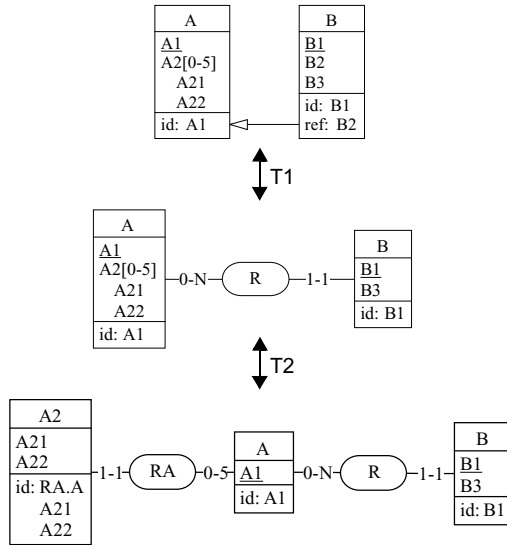 A
A1
A2[0-5]
A21
A22
id: A1
B
B1
B2
B3
id: B1
ref: B2
T1
A
A1
A2[0-5]
A21
A22
id: A1
0-N
R
1-1
B
B1
B3
id: B1
T2
A2
A21
A22
id: RA.A
A21
A22
1-1
RA
0-5
A
A1
id: A1
0-N
R
1-1
B
B1
B3
id: B1